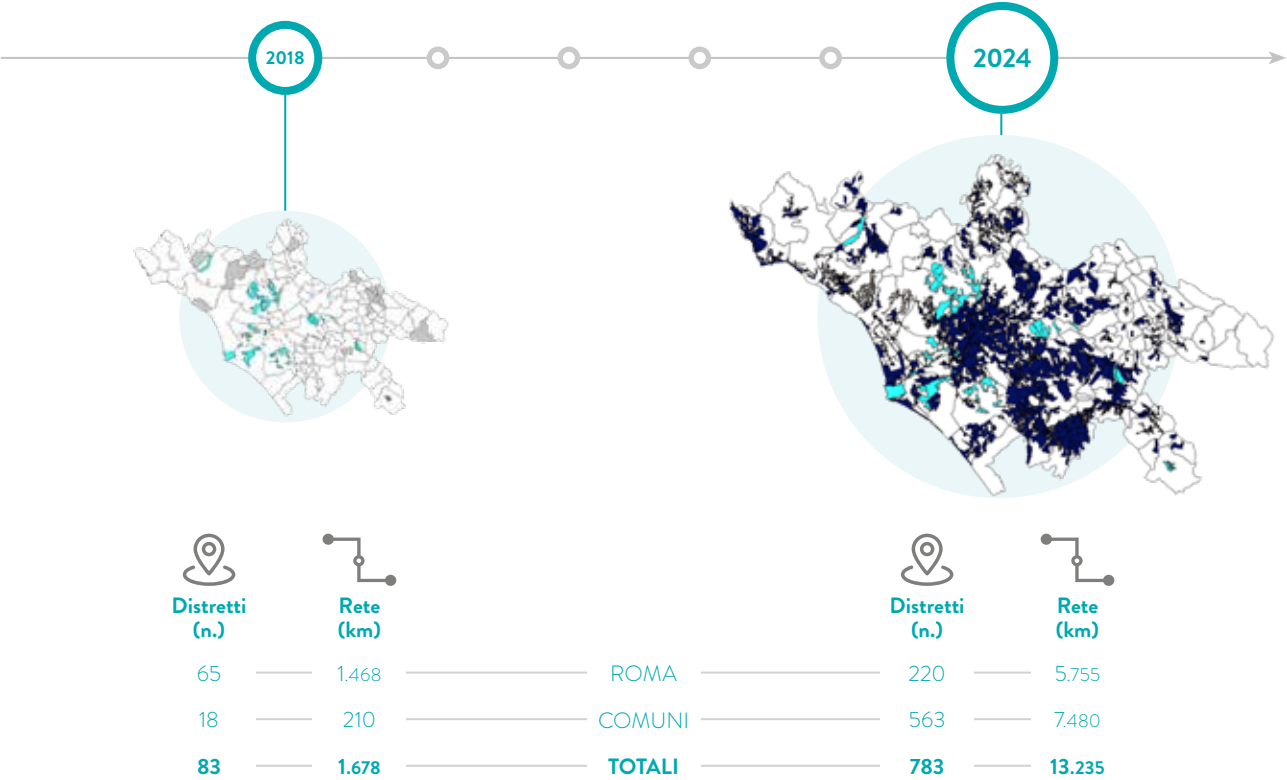 2018
2024
Distretti
(n.)
Rete
(km)
Distretti
(n.)
Rete
(km)
65 1.468 ROMA 220 5.755
18 210 COMUNI 563 7.480
83 1.678 TOTALI 783 13.235